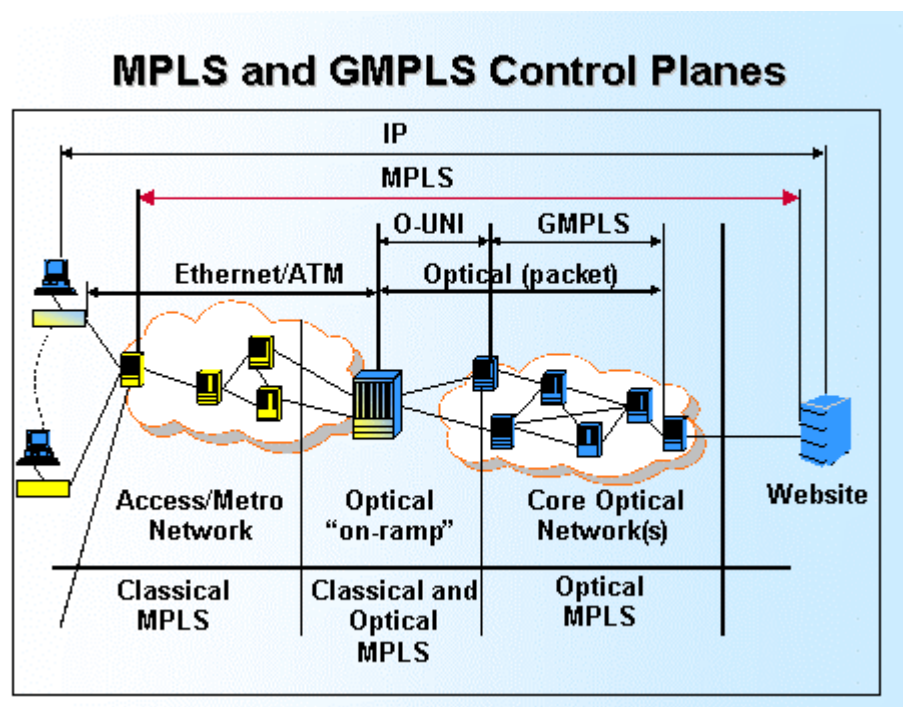 MPLS and GMPLS Control Planes
IP
MPLS
O-UNI
GMPLS
Ethernet/ATM
Optical (packet)
Access/Metro
Network
Optical
“on-ramp”
Core Optical
Network(s)
Website
Classical
MPLS
Classical and
Optical
MPLS
Optical
MPLS